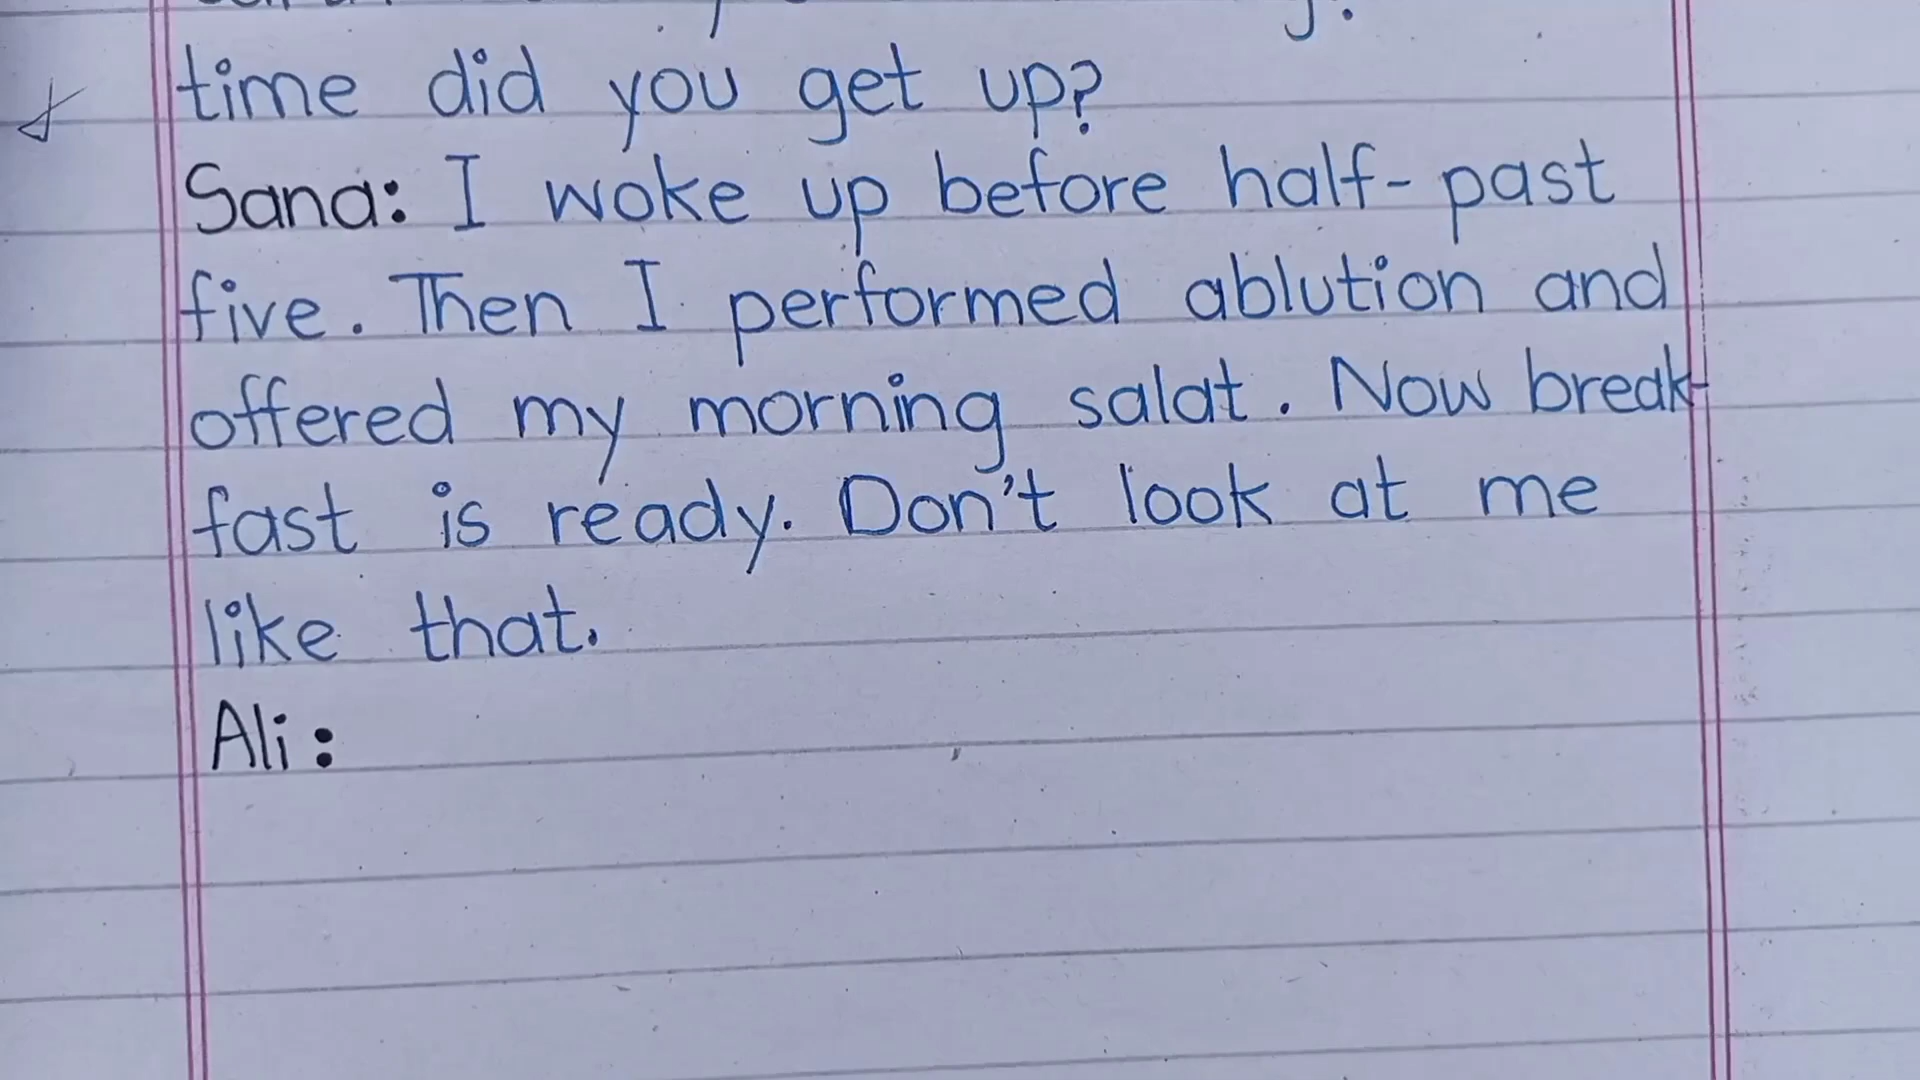 time did you get up?
Sana: I woke up before half-past
five. Then I performed ablution and
offered my morning salat. Now break-
fast is ready. Don't look at me
like that.
Ali: